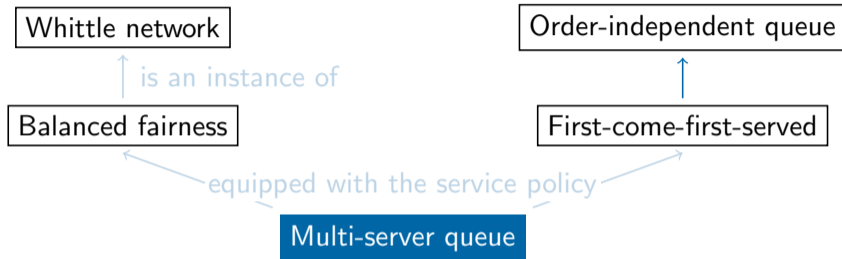 Whittle network
Order-independent queue
is an instance of
Balanced fairness
First-come-first-served
equipped with the service policy
Multi-server queue